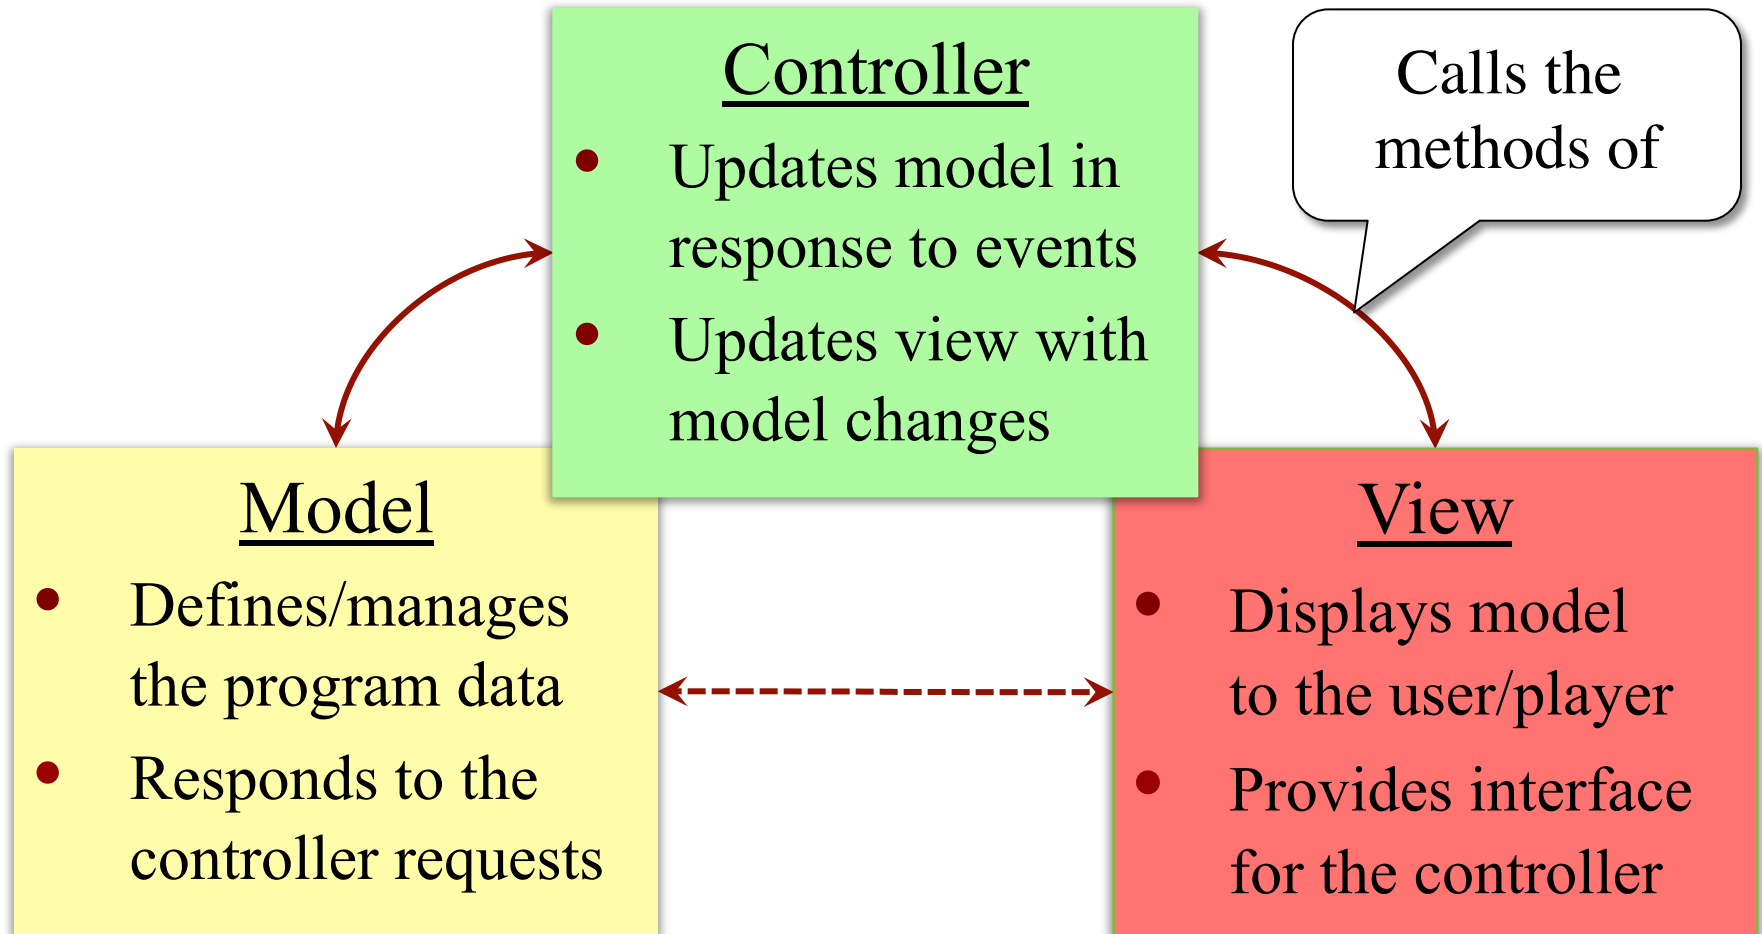 Controller
• Updates model in
response to events
• Updates view with
model changes
Calls the
methods of
Model
• Defines/manages
the program data
• Responds to the
controller requests
View
• Displays model
to the user/player
• Provides interface
for the controller